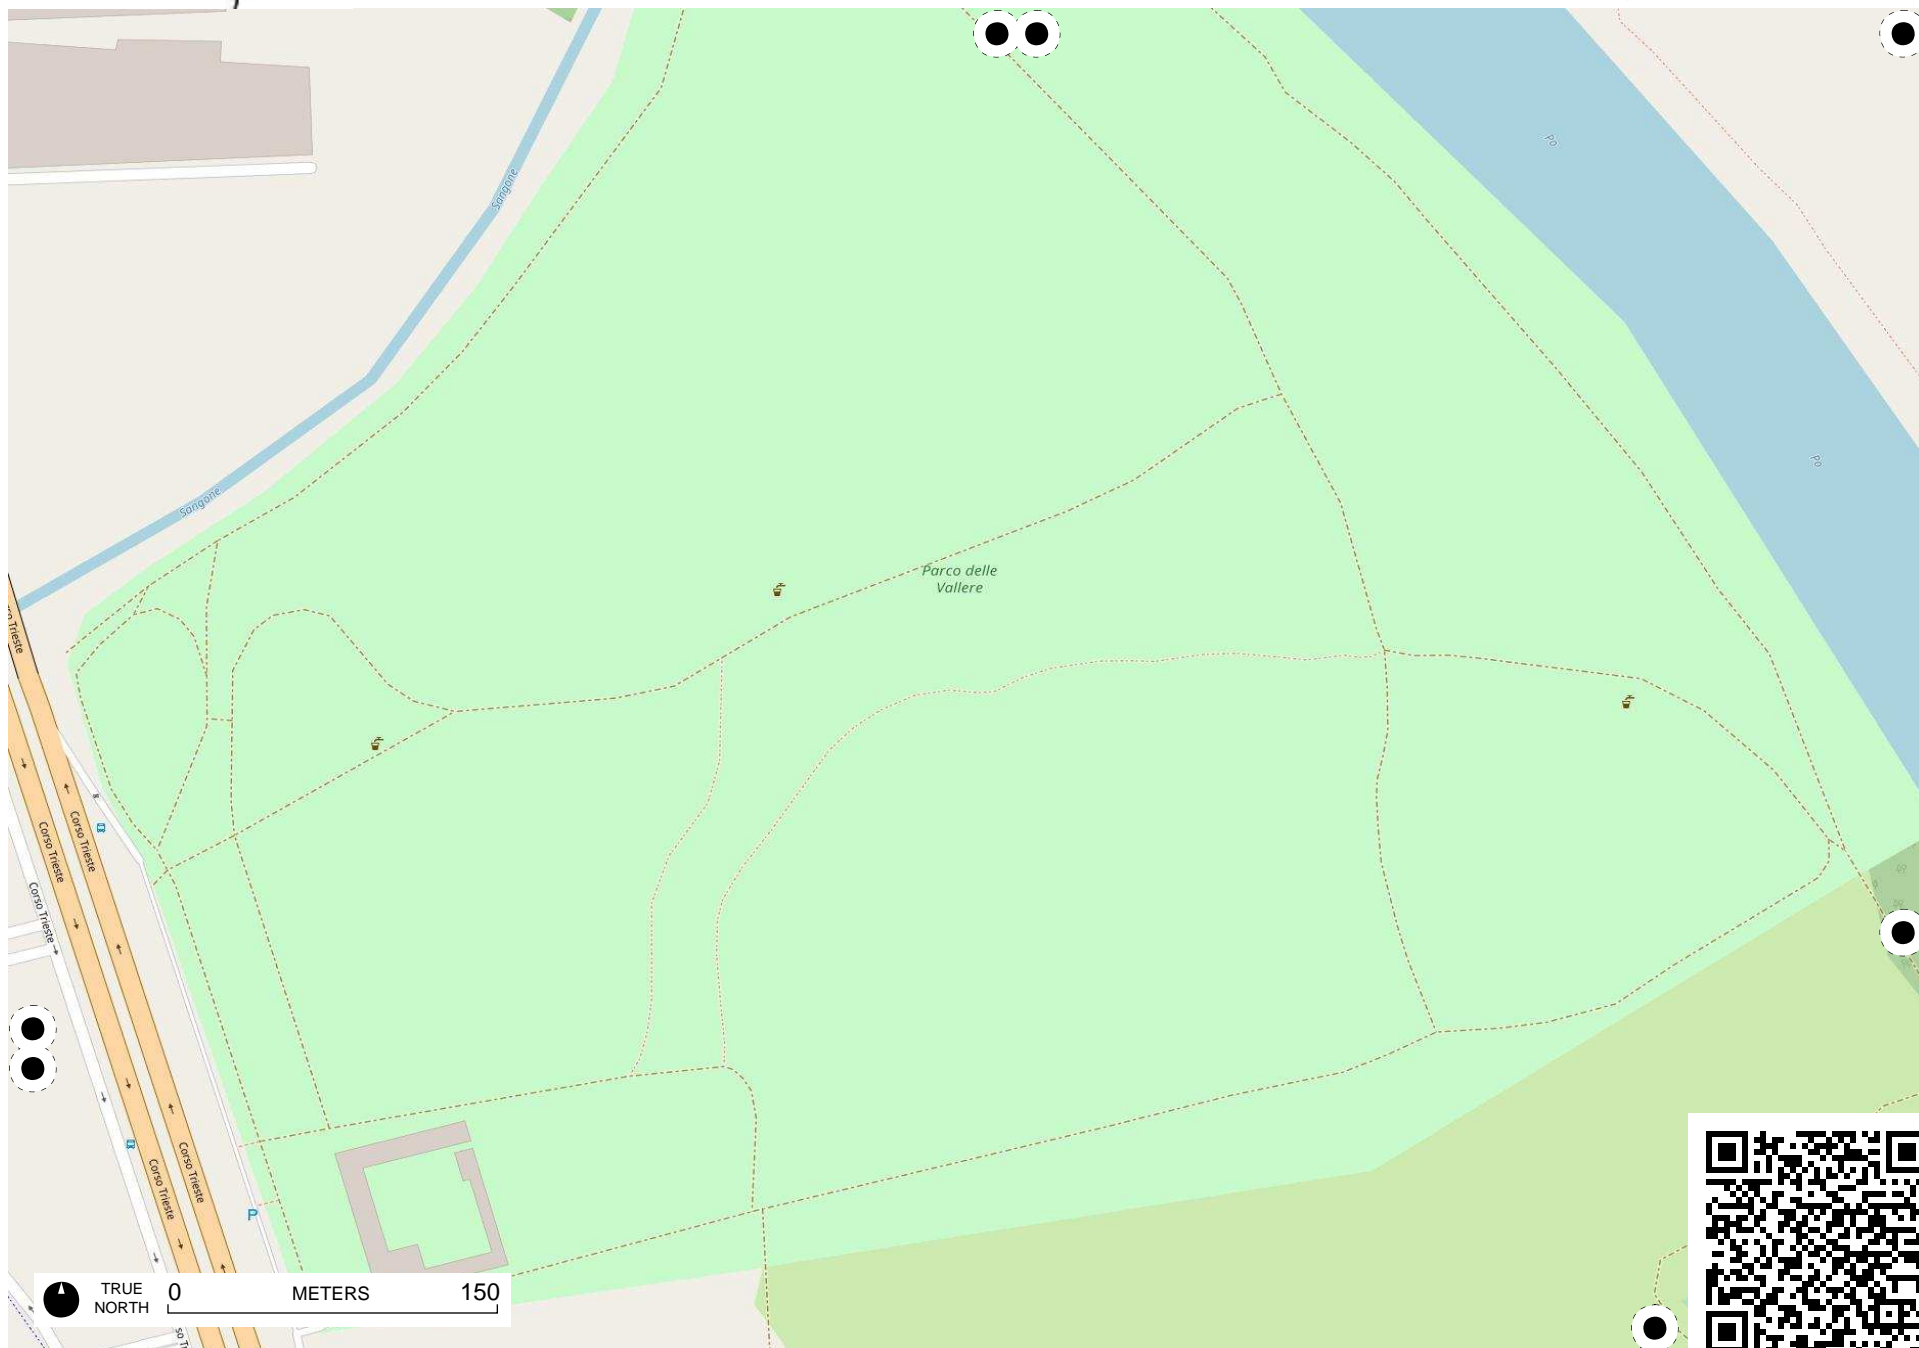 Po
Sangone
Po
Sangone
Parco delle
Vallere
Corso Trieste
Corso Trieste
Corso Trieste
Corso Trieste
Corso Trieste
P
TRUE
NORTH
0 METERS 150